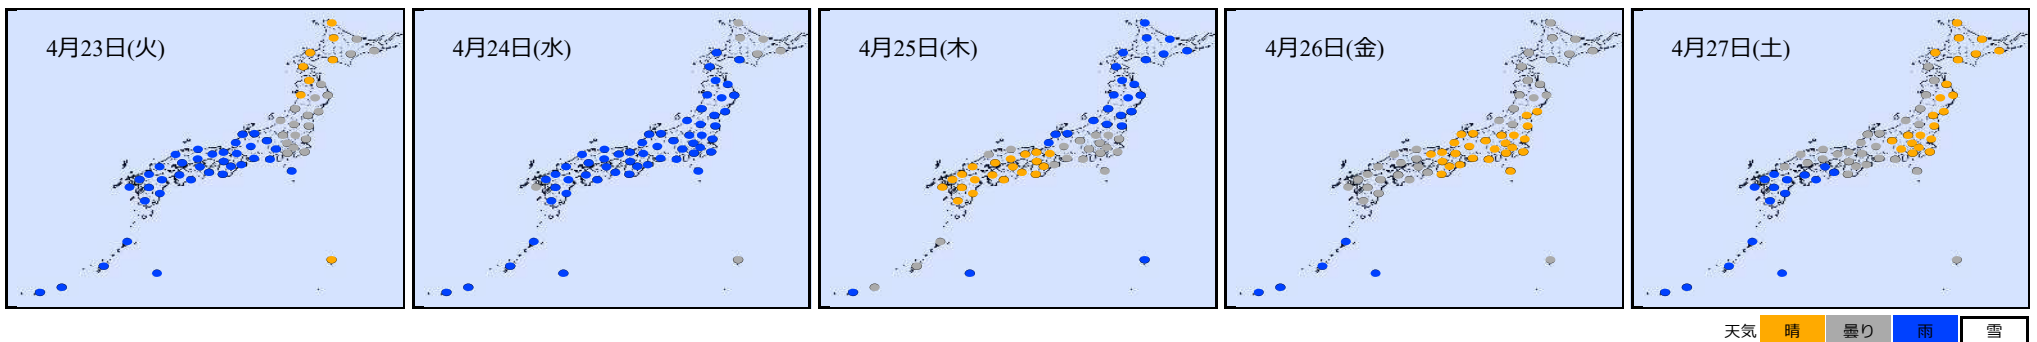 4月23日(火)
4月24日(水)
4月25日(木)
4月26日(金)
4月27日(土)
天気 晴 曇り 雨 雪